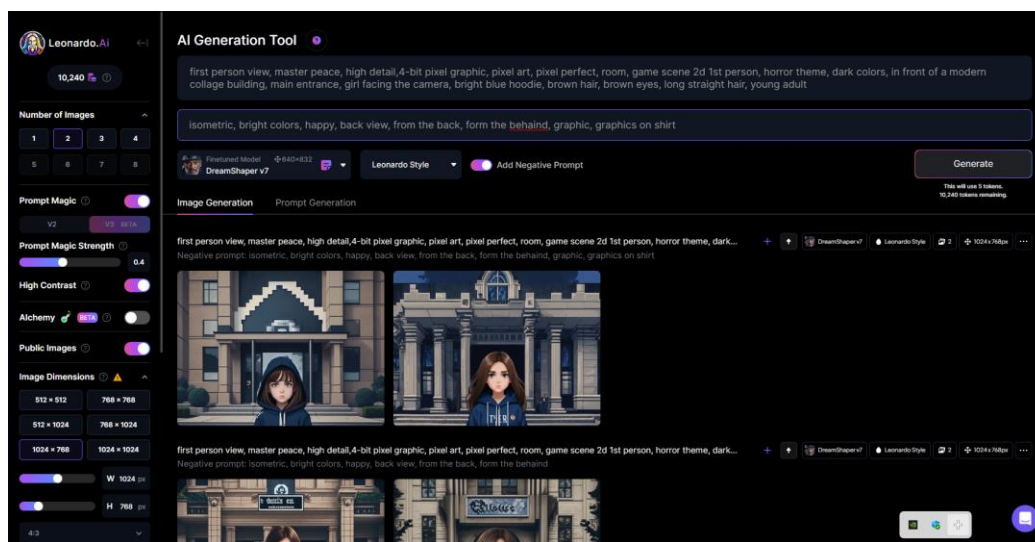 Leonardo.Ai
10,240
Number of Images
1 2 3 4
5 6 7 8
Prompt Magic
V2 V3 BETA
Prompt Magic Strength
0.4
High Contrast
Alchemy BETA
Public Images
Image Dimensions
512 × 512 768 × 768
512 × 1024 768 × 1024
1024 × 768 1024 × 1024
W 1024 px
H 768 px
4:3
AI Generation Tool
first person view, master peace, high detail,4-bit pixel graphic, pixel art, pixel perfect, room, game scene 2d 1st person, horror theme, dark colors, in front of a modern
collage building, main entrance, girl facing the camera, bright blue hoodie, brown hair, brown eyes, long straight hair, young adult
isometric, bright colors, happy, back view, from the back, form the behaind, graphic, graphics on shirt
Finetuned Model 640×832
DreamShaper v7
Leonardo Style
Add Negative Prompt
Generate
This will use 5 tokens.
10,240 tokens remaining.
Image Generation Prompt Generation
first person view, master peace, high detail,4-bit pixel graphic, pixel art, pixel perfect, room, game scene 2d 1st person, horror theme, dark...
DreamShaper v7 Leonardo Style 2 1024×768px
Negative prompt: isometric, bright colors, happy, back view, from the back, form the behaind, graphic, graphics on shirt
first person view, master peace, high detail,4-bit pixel graphic, pixel art, pixel perfect, room, game scene 2d 1st person, horror theme, dark...
DreamShaper v7 Leonardo Style 2 1024×768px
Negative prompt: isometric, bright colors, happy, back view, from the back, form the behaind